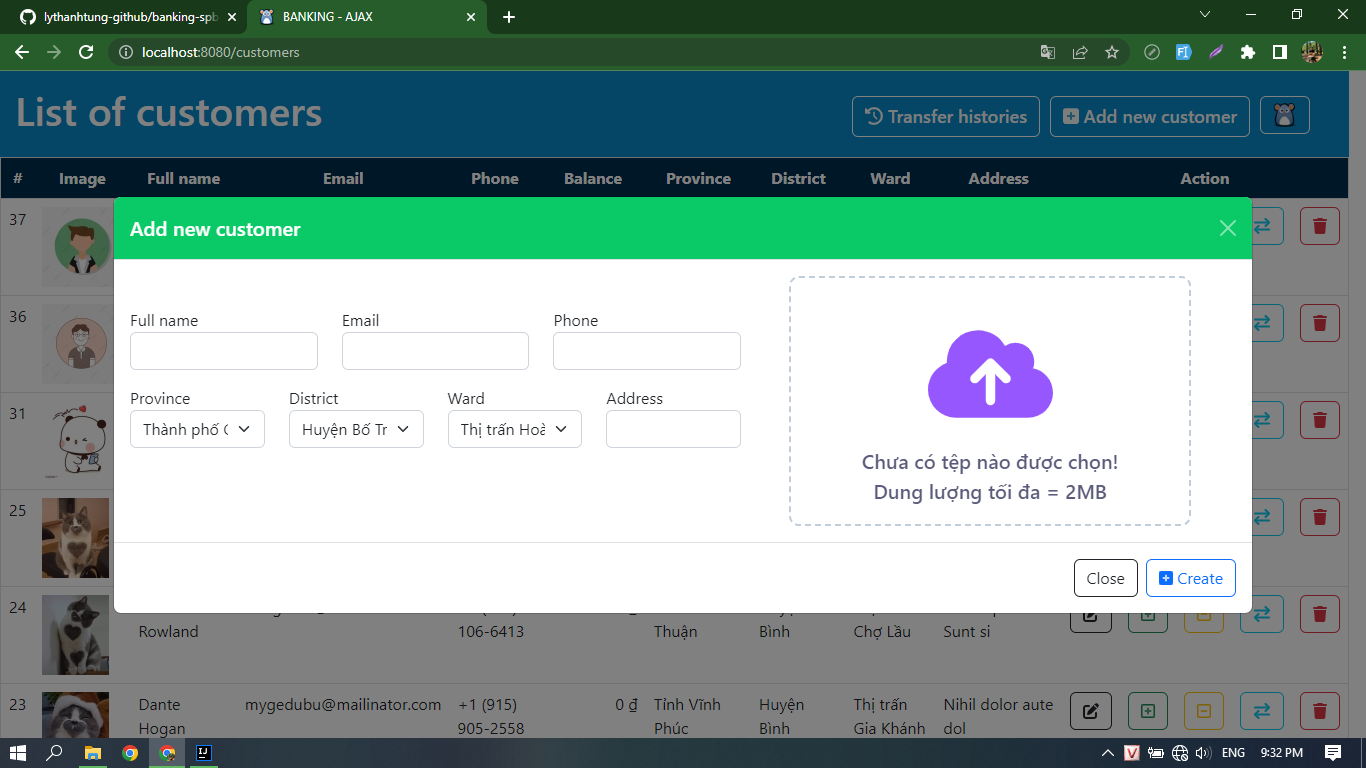 lythanhtung-github/banking-spb
BANKING - AJAX
localhost:8080/customers
List of customers
Transfer histories
Add new customer
# Image Full name Email Phone Balance Province District Ward Address Action
37
Add new customer
Full name Email Phone
Province District Ward Address
Thành phố Huyện Bố Tr Thị trấn Hoà
Chưa có tệp nào được chọn!
Dung lượng tối đa = 2MB
Close Create
36
31
25
24
Rowland 106-6413 Thuận Bình Chợ Lầu Sunt si
23 Dante mygedubu@mailinator.com +1 (915) 0 ₫ Tỉnh Vĩnh Huyện Thị trấn Nihil dolor aute
Hogan 905-2558 Phúc Bình Gia Khánh dol
ENG 9:32 PM